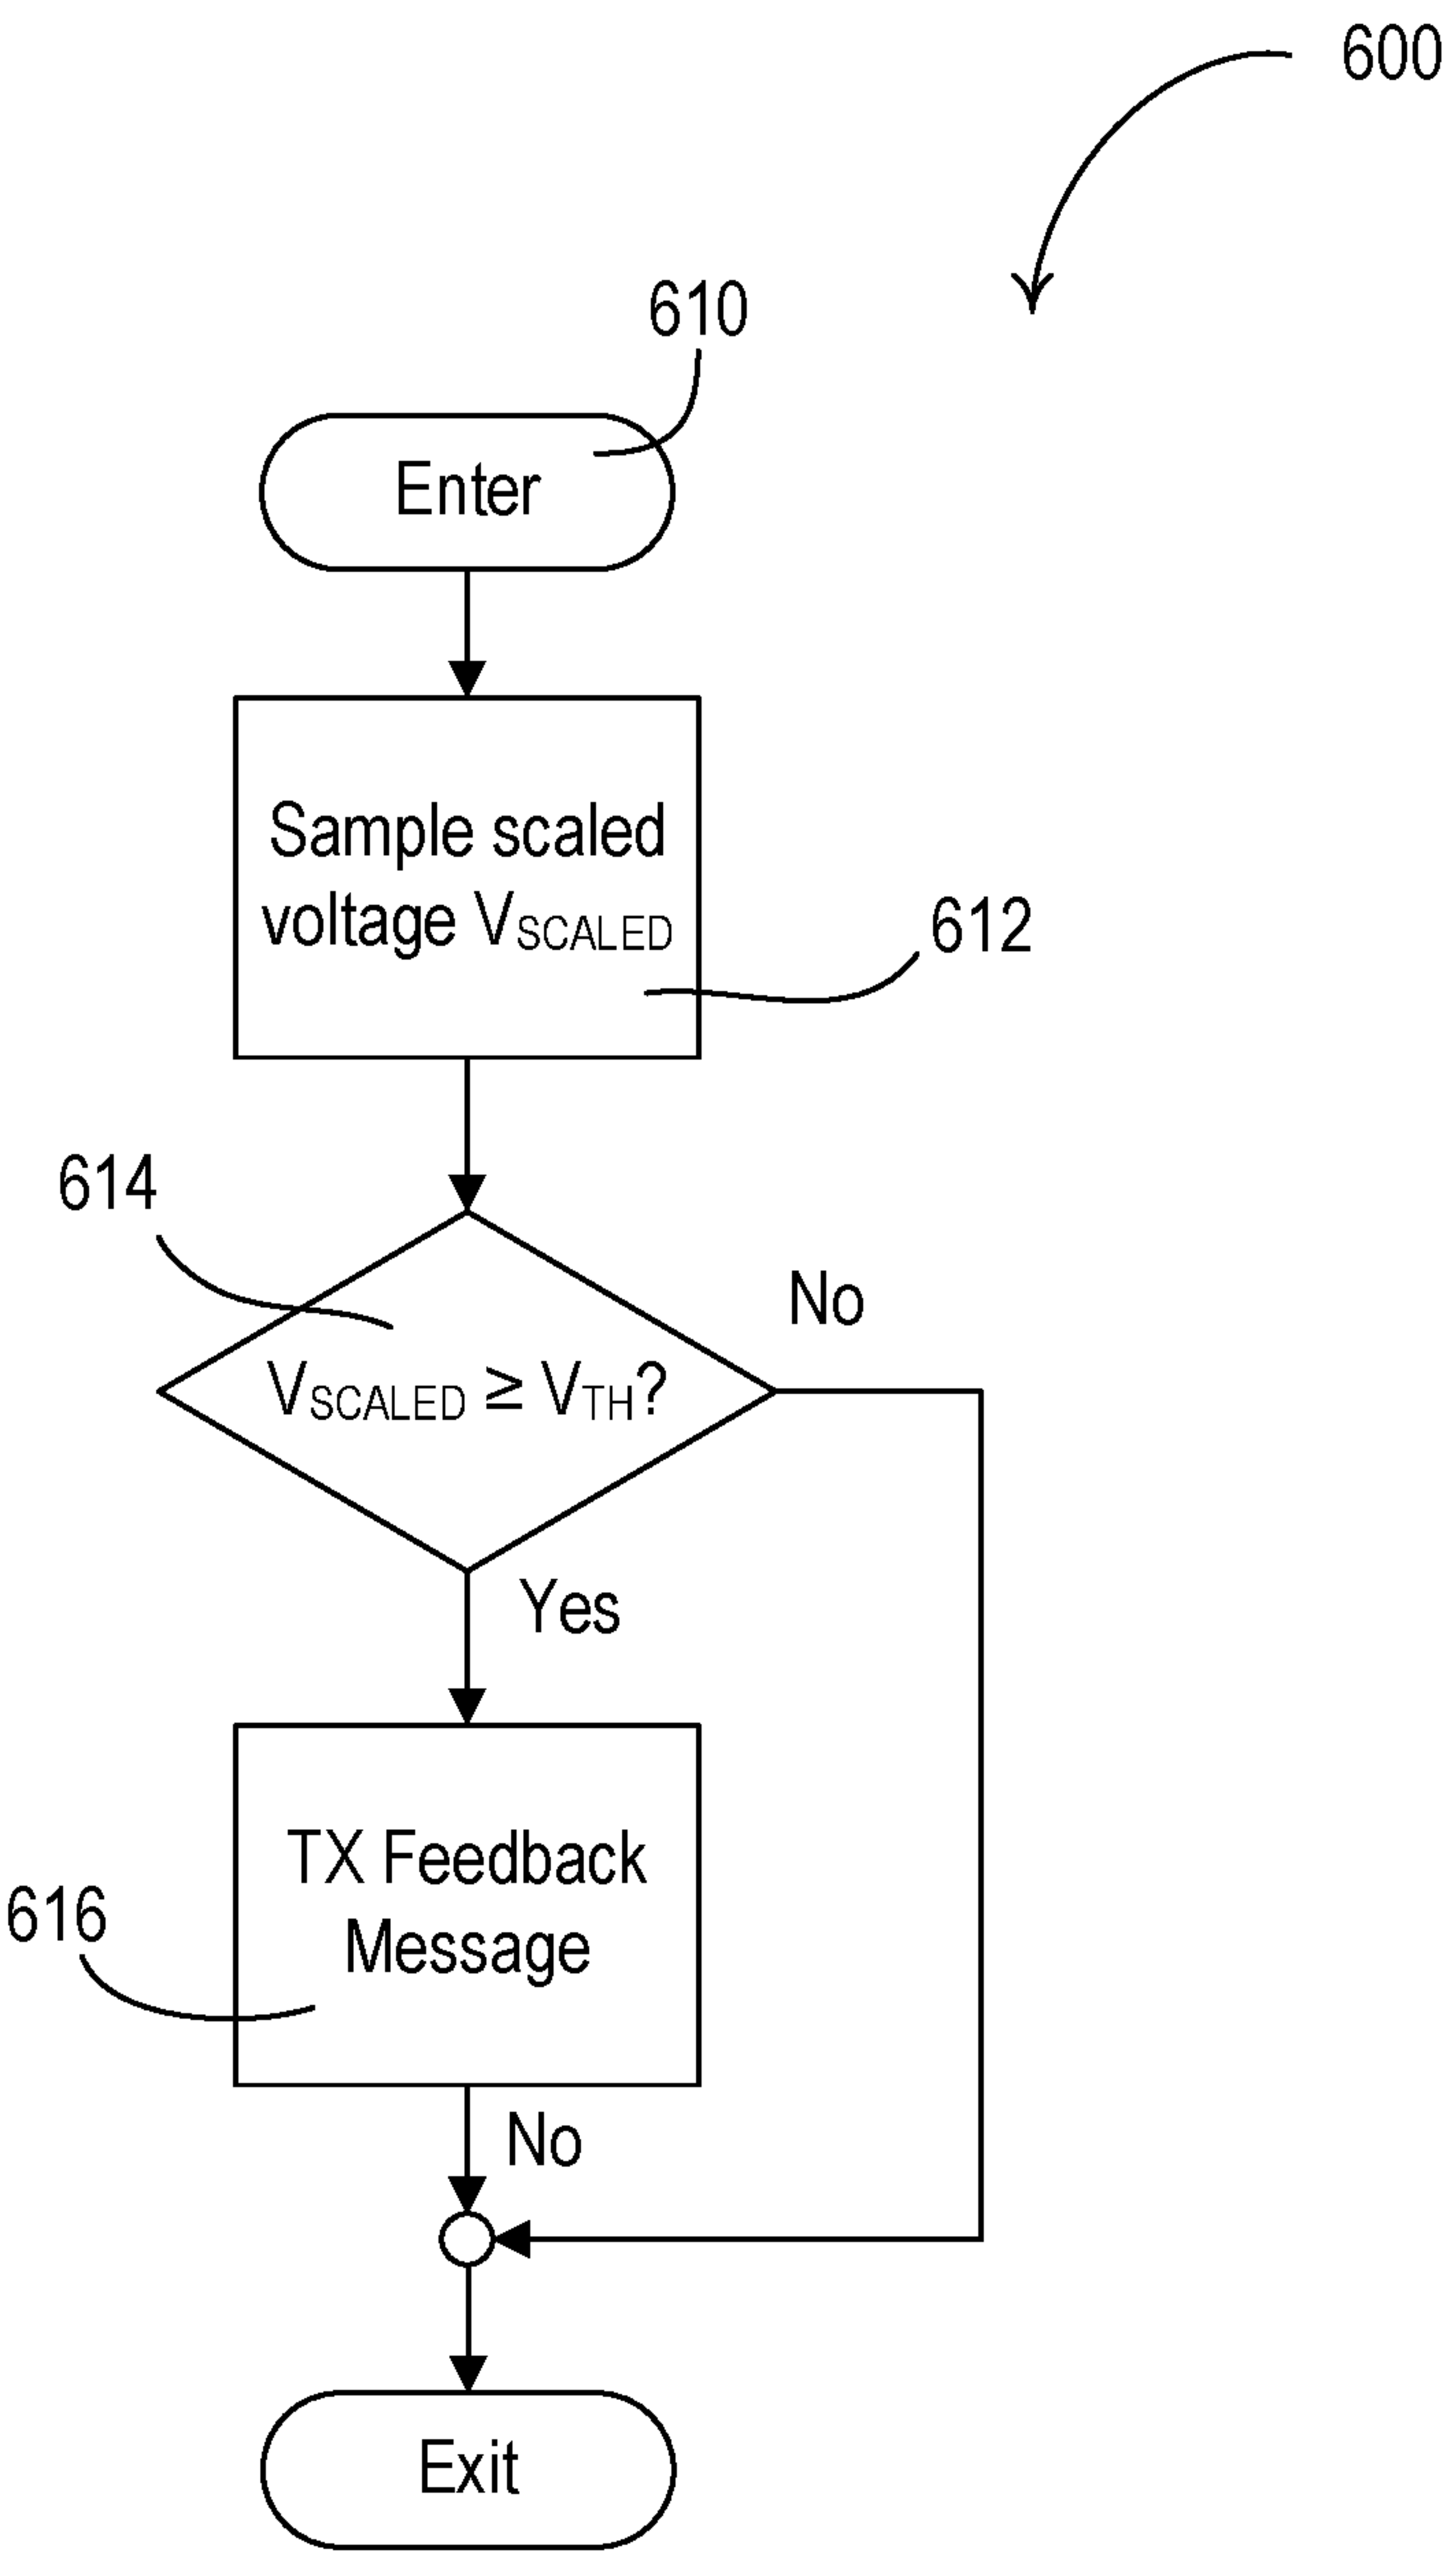 600
610
Enter
Sample scaled
voltage VSCALED
612
614
No
VSCALED ≥ VTH?
Yes
TX Feedback
Message
616
No
Exit